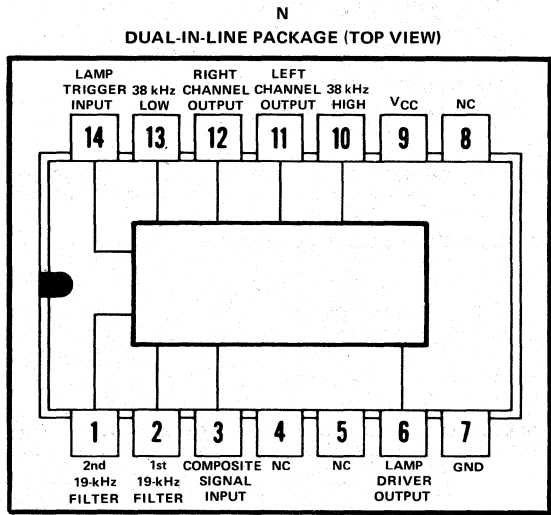 N
DUAL-IN-LINE PACKAGE (TOP VIEW)
LAMP
TRIGGER
INPUT
38 kHz
LOW
RIGHT
CHANNEL
OUTPUT
LEFT
CHANNEL
OUTPUT
38 kHz
HIGH
VCC
NC
14
13
12
11
10
9
8
1
2
3
4
5
6
7
2nd
19-kHz
FILTER
1st
19-kHz
FILTER
COMPOSITE
SIGNAL
INPUT
NC
NC
LAMP
DRIVER
OUTPUT
GND